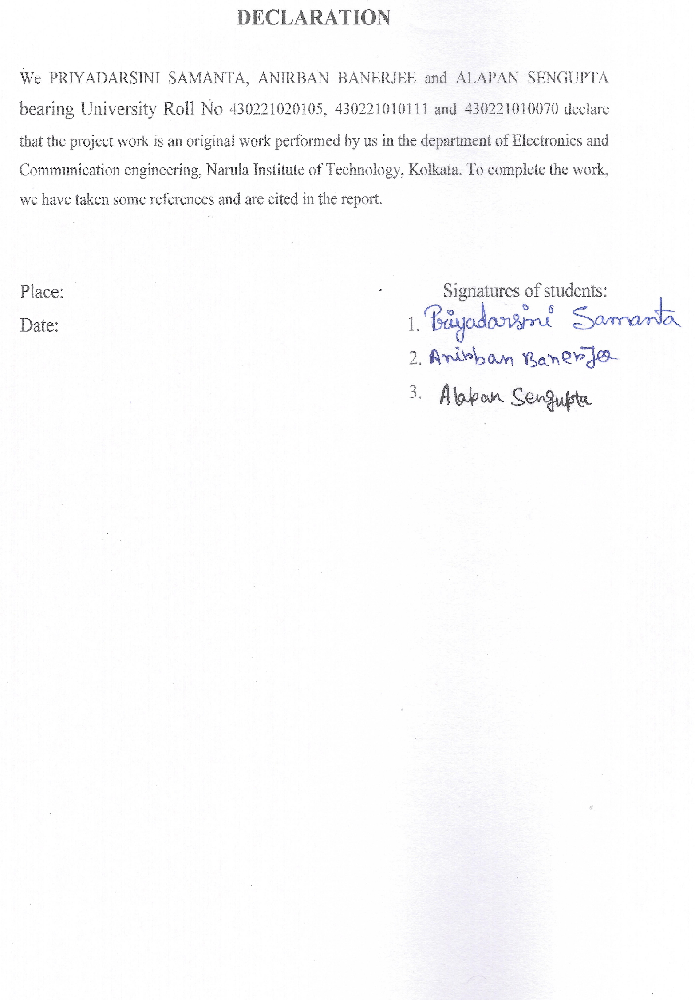 DECLARATION
We PRIYADARSINI SAMANTA, ANIRBAN BANERJEE and ALAPAN SENGUPTA
bearing University Roll No 430221020105, 430221010111 and 430221010070 declare
that the project work is an original work performed by us in the department of Electronics and
Communication engineering, Narula Institute of Technology, Kolkata. To complete the work,
we have taken some references and are cited in the report.
Place:
Signatures of students:
Date:
1. Priyadarsini Samanta
2. Anirban Banerjee
3. Alapan Sengupta